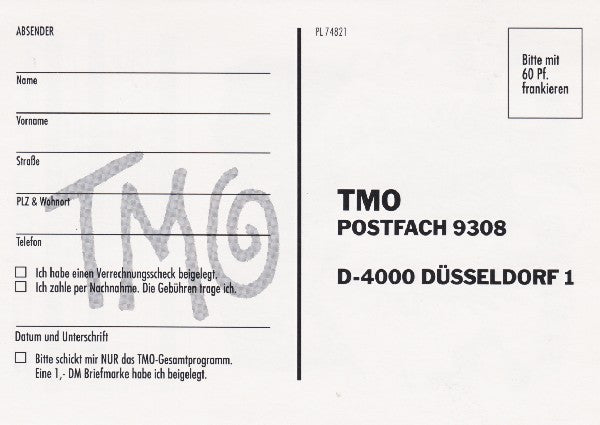 ABSENDER
Name
Vorname
Straße
PLZ & Wohnort
Telefon
TMO
Ich habe einen Verrechnungsscheck beigelegt.
Ich zahle per Nachnahme. Die Gebühren trage ich.
Datum und Unterschrift
Bitte schickt mir NUR das TMO-Gesamtprogramm.
Eine 1,- DM Briefmarke habe ich beigelegt.
PL 74821
Bitte mit
60 Pf.
frankieren
TMO
POSTFACH 9308
D-4000 DÜSSELDORF 1